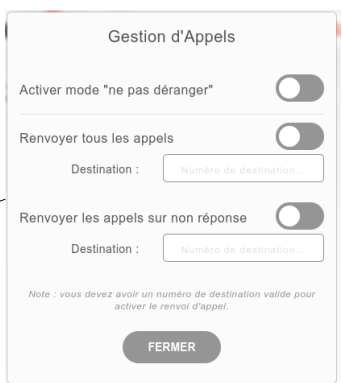 Gestion d'Appels
Activer mode "ne pas déranger"
Renvoyer tous les appels
Destination :
Numéro de destination...
Renvoyer les appels sur non réponse
Destination :
Numéro de destination...
Note : vous devez avoir un numéro de destination valide pour
activer le renvoi d'appel.
FERMER